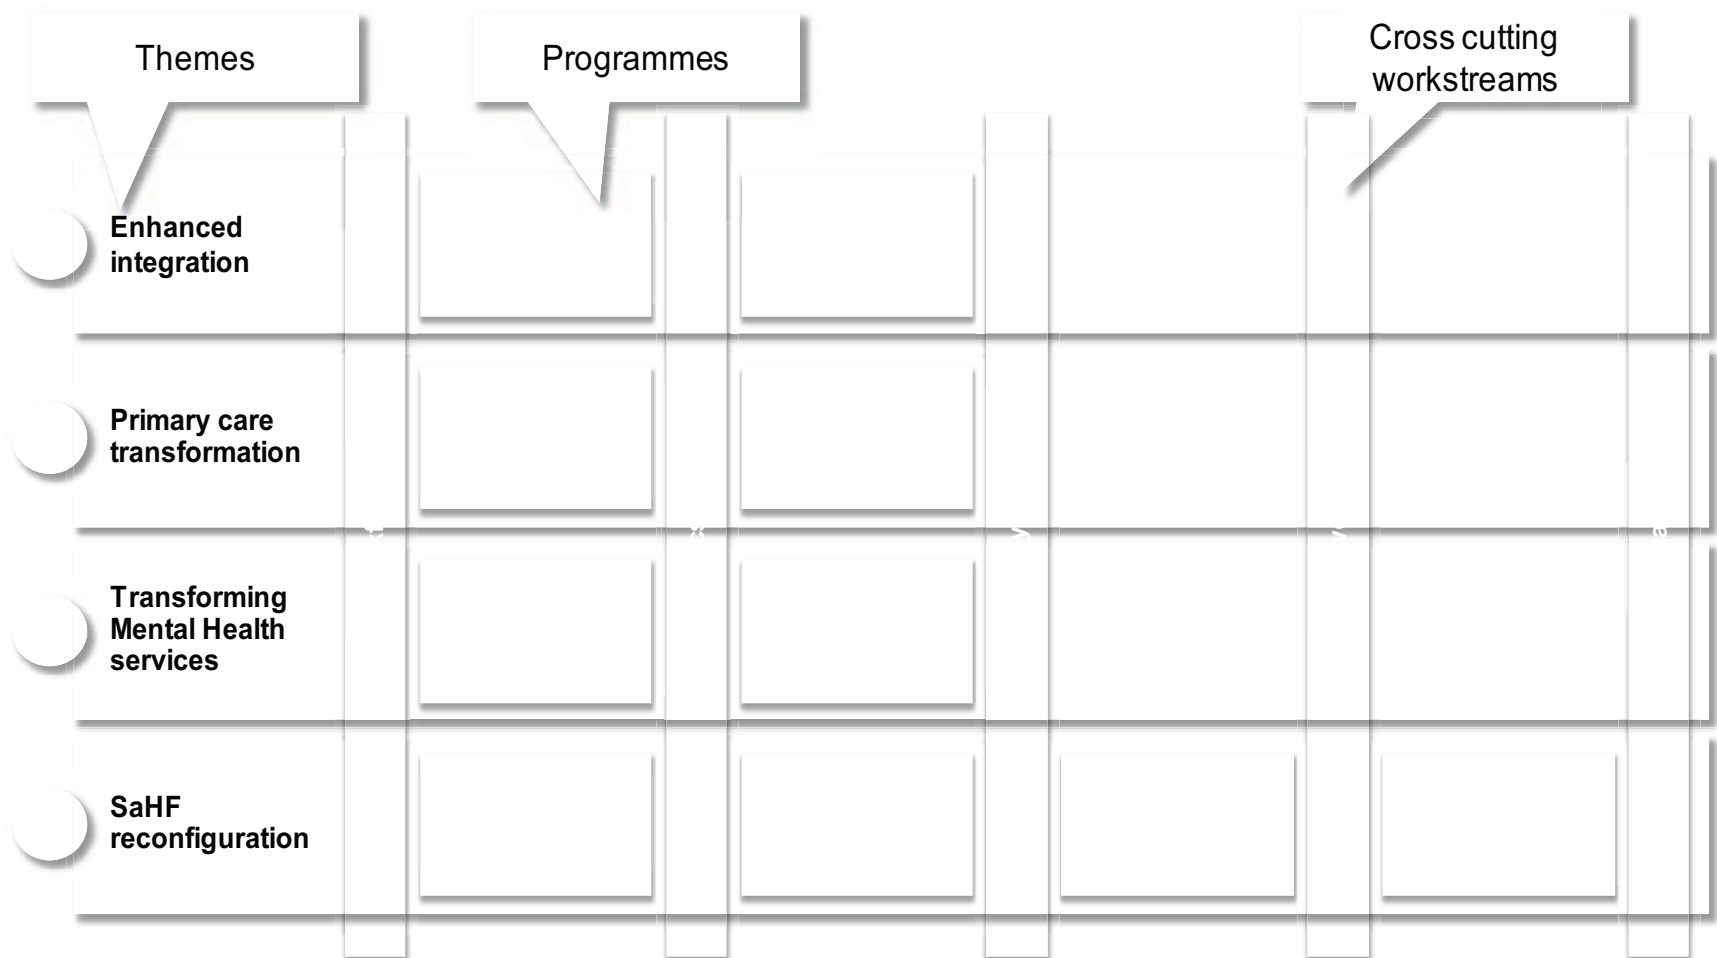 Themes
Programmes
Cross cutting
workstreams
Enhanced
integration
Primary care
transformation
Transforming
Mental Health
services
SaHF
reconfiguration